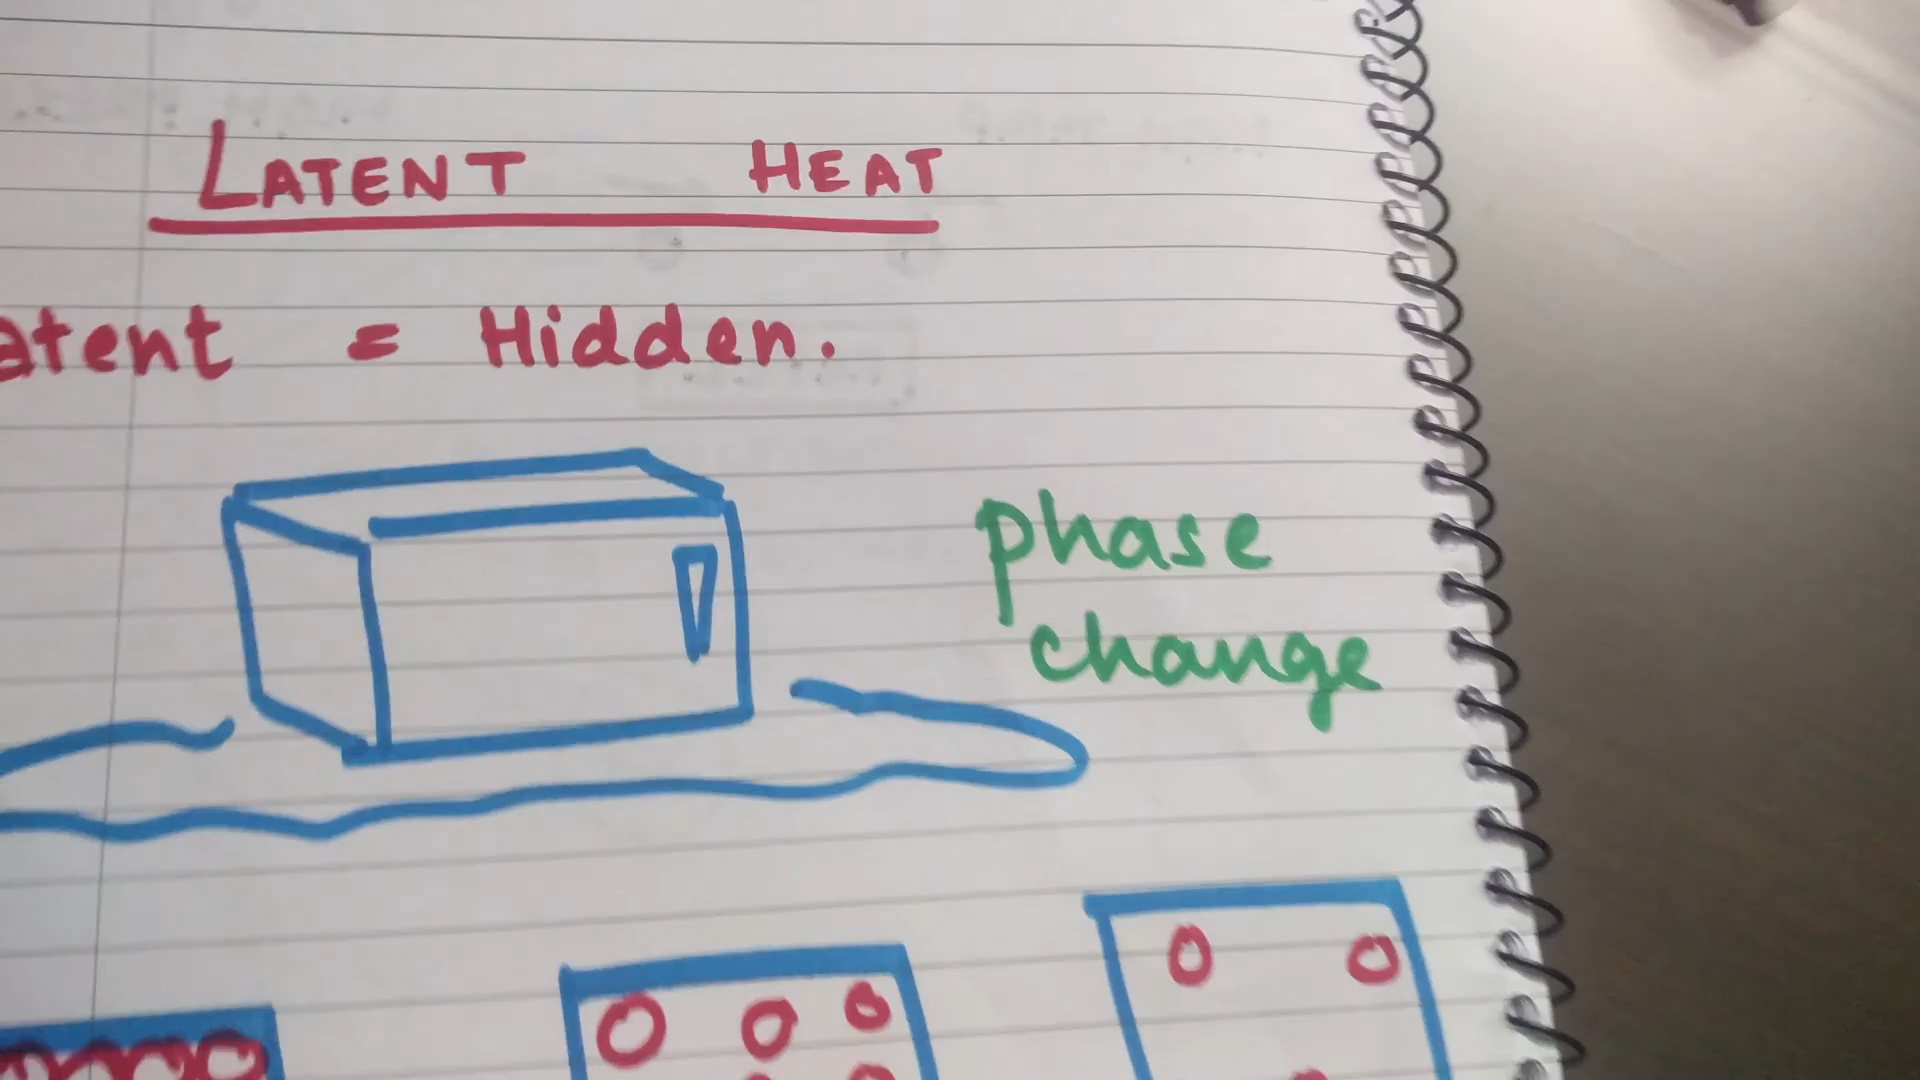 LATENT HEAT
atent = Hidden.
phase
change